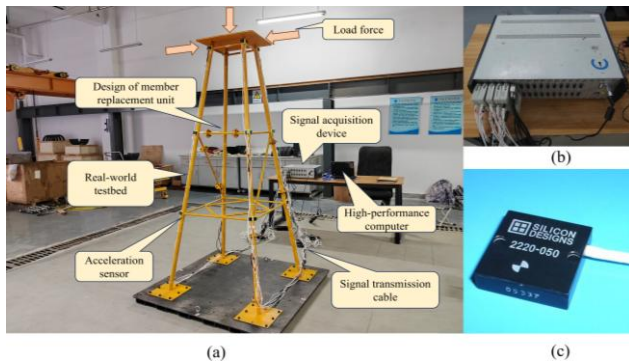 Load force
Design of member
replacement unit
Signal acquisition
device
Real-world
testbed
High-performance
computer
Acceleration
sensor
Signal transmission
cable
(a)
(b)
SILICON
DESIGNS
2220-050
(c)